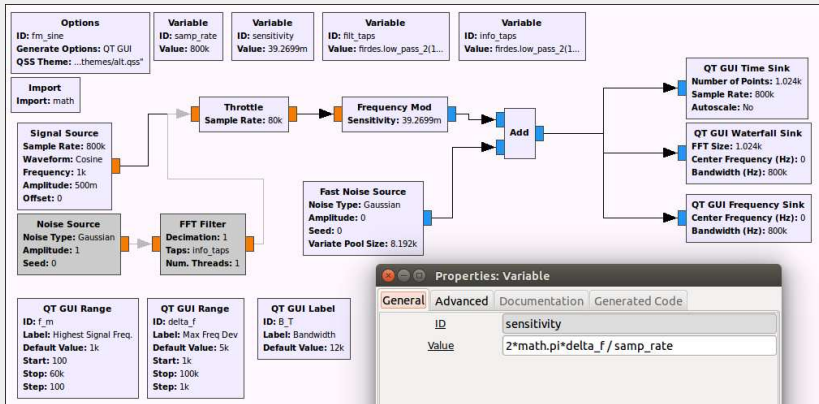 Options
ID: fm_sine
Generate Options: QT GUI
QSS Theme: ...themes/alt.qss"
Variable
ID: samp_rate
Value: 800k
Variable
ID: sensitivity
Value: 39.2699m
Variable
ID: filt_taps
Value: firdes.low_pass_2(1...
Variable
ID: info_taps
Value: firdes.low_pass_2(1...
Import
Import: math
Signal Source
Sample Rate: 800k
Waveform: Cosine
Frequency: 1k
Amplitude: 500m
Offset: 0
Throttle
Sample Rate: 80k
Frequency Mod
Sensitivity: 39.2699m
Add
QT GUI Time Sink
Number of Points: 1.024k
Sample Rate: 800k
Autoscale: No
QT GUI Waterfall Sink
FFT Size: 1.024k
Center Frequency (Hz): 0
Bandwidth (Hz): 800k
QT GUI Frequency Sink
Center Frequency (Hz): 0
Bandwidth (Hz): 800k
Noise Source
Noise Type: Gaussian
Amplitude: 1
Seed: 0
FFT Filter
Decimation: 1
Taps: info_taps
Num. Threads: 1
Fast Noise Source
Noise Type: Gaussian
Amplitude: 0
Seed: 0
Variate Pool Size: 8.192k
QT GUI Range
ID: f_m
Label: Highest Signal Freq.
Default Value: 1k
Start: 100
Stop: 60k
Step: 100
QT GUI Range
ID: delta_f
Label: Max Freq Dev
Default Value: 5k
Start: 1k
Stop: 100k
Step: 1k
QT GUI Label
ID: B_T
Label: Bandwidth
Default Value: 12k
Properties: Variable
General Advanced Documentation Generated Code
ID sensitivity
Value 2*math.pi*delta_f / samp_rate